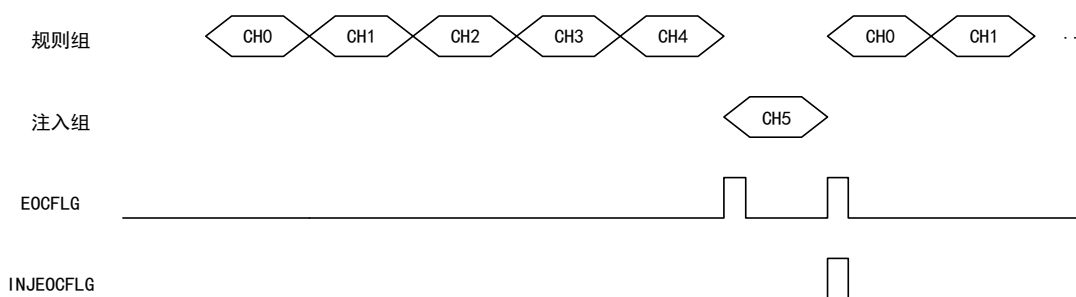 规则组 CH0 CH1 CH2 CH3 CH4 CH0 CH1 ..
注入组 CH5
EOCFLG
INJEOCFLG